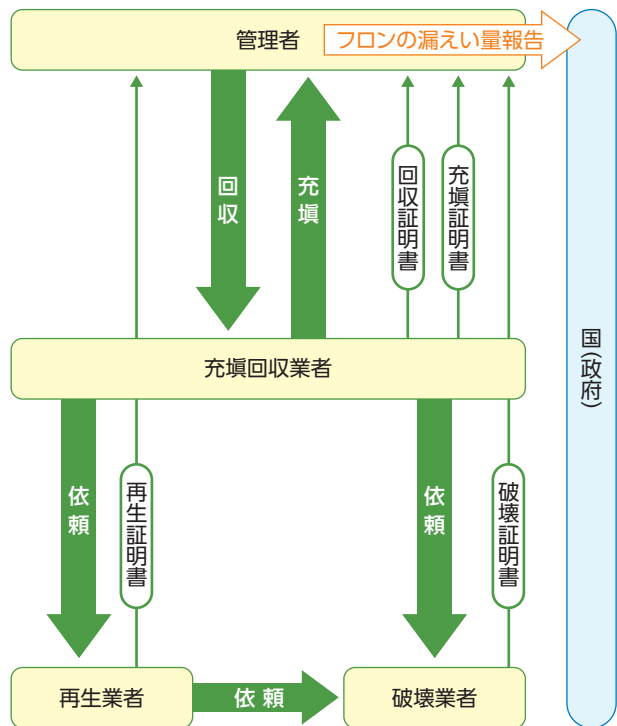 管理者
フロンの漏えい量報告
回収
充塡
回収証明書
充塡証明書
国(政府)
充塡回収業者
依頼
再生証明書
依頼
破壊証明書
再生業者
依頼
破壊業者